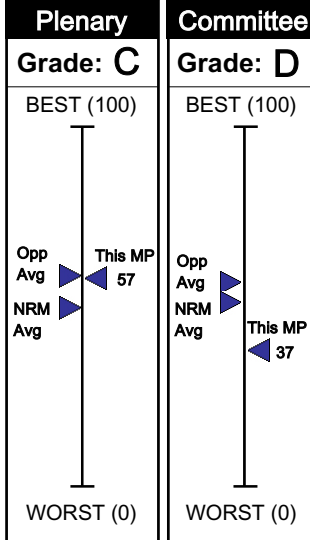 Plenary
Grade: C
BEST (100)
Opp
Avg
This MP
57
NRM
Avg
WORST (0)
Committee
Grade: D
BEST (100)
Opp
Avg
NRM
Avg
This MP
37
WORST (0)